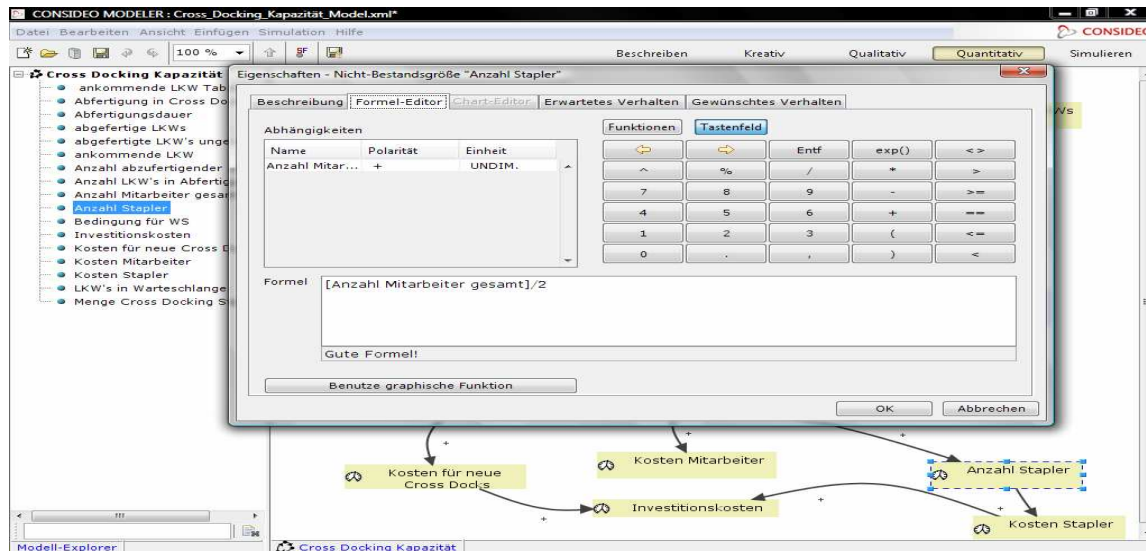 CONSIDEO MODELER : Cross_Docking_Kapazität_Model.xml*
Datei Bearbeiten Ansicht Einfügen Simulation Hilfe
CONSIDEO
100 %
SF
Beschreiben Kreativ Qualitativ Quantitativ Simulieren
Cross Docking Kapazität
ankommende LKW Tab
Abfertigung in Cross Do
Abfertigungsdauer
abgefertige LKWs
abgefertigte LKW's unge
ankommende LKW
Anzahl abzufertigender
Anzahl LKW's in Abfertig
Anzahl Mitarbeiter gesam
Anzahl Stapler
Bedingung für WS
Investitionskosten
Kosten für neue Cross D
Kosten Mitarbeiter
Kosten Stapler
LKW's in Warteschlange
Menge Cross Docking S
Modell-Explorer
Eigenschaften - Nicht-Bestandsgröße "Anzahl Stapler"
Beschreibung Formel-Editor Chart-Editor Erwartetes Verhalten Gewünschtes Verhalten
Abhängigkeiten
Name Polarität Einheit
Anzahl Mitar... + UNDIM.
Funktionen Tastenfeld
Entf exp() <>
^ % / * >
7 8 9 - >=
4 5 6 + ==
1 2 3 ( <=
0 . , ) <
Formel
[Anzahl Mitarbeiter gesamt]/2
Gute Formel!
Benutze graphische Funktion
OK Abbrechen
Ws
+
+
+
Kosten für neue
Cross Docks
Kosten Mitarbeiter
Anzahl Stapler
Investitionskosten
+
+
+
Kosten Stapler
Cross Docking Kapazität